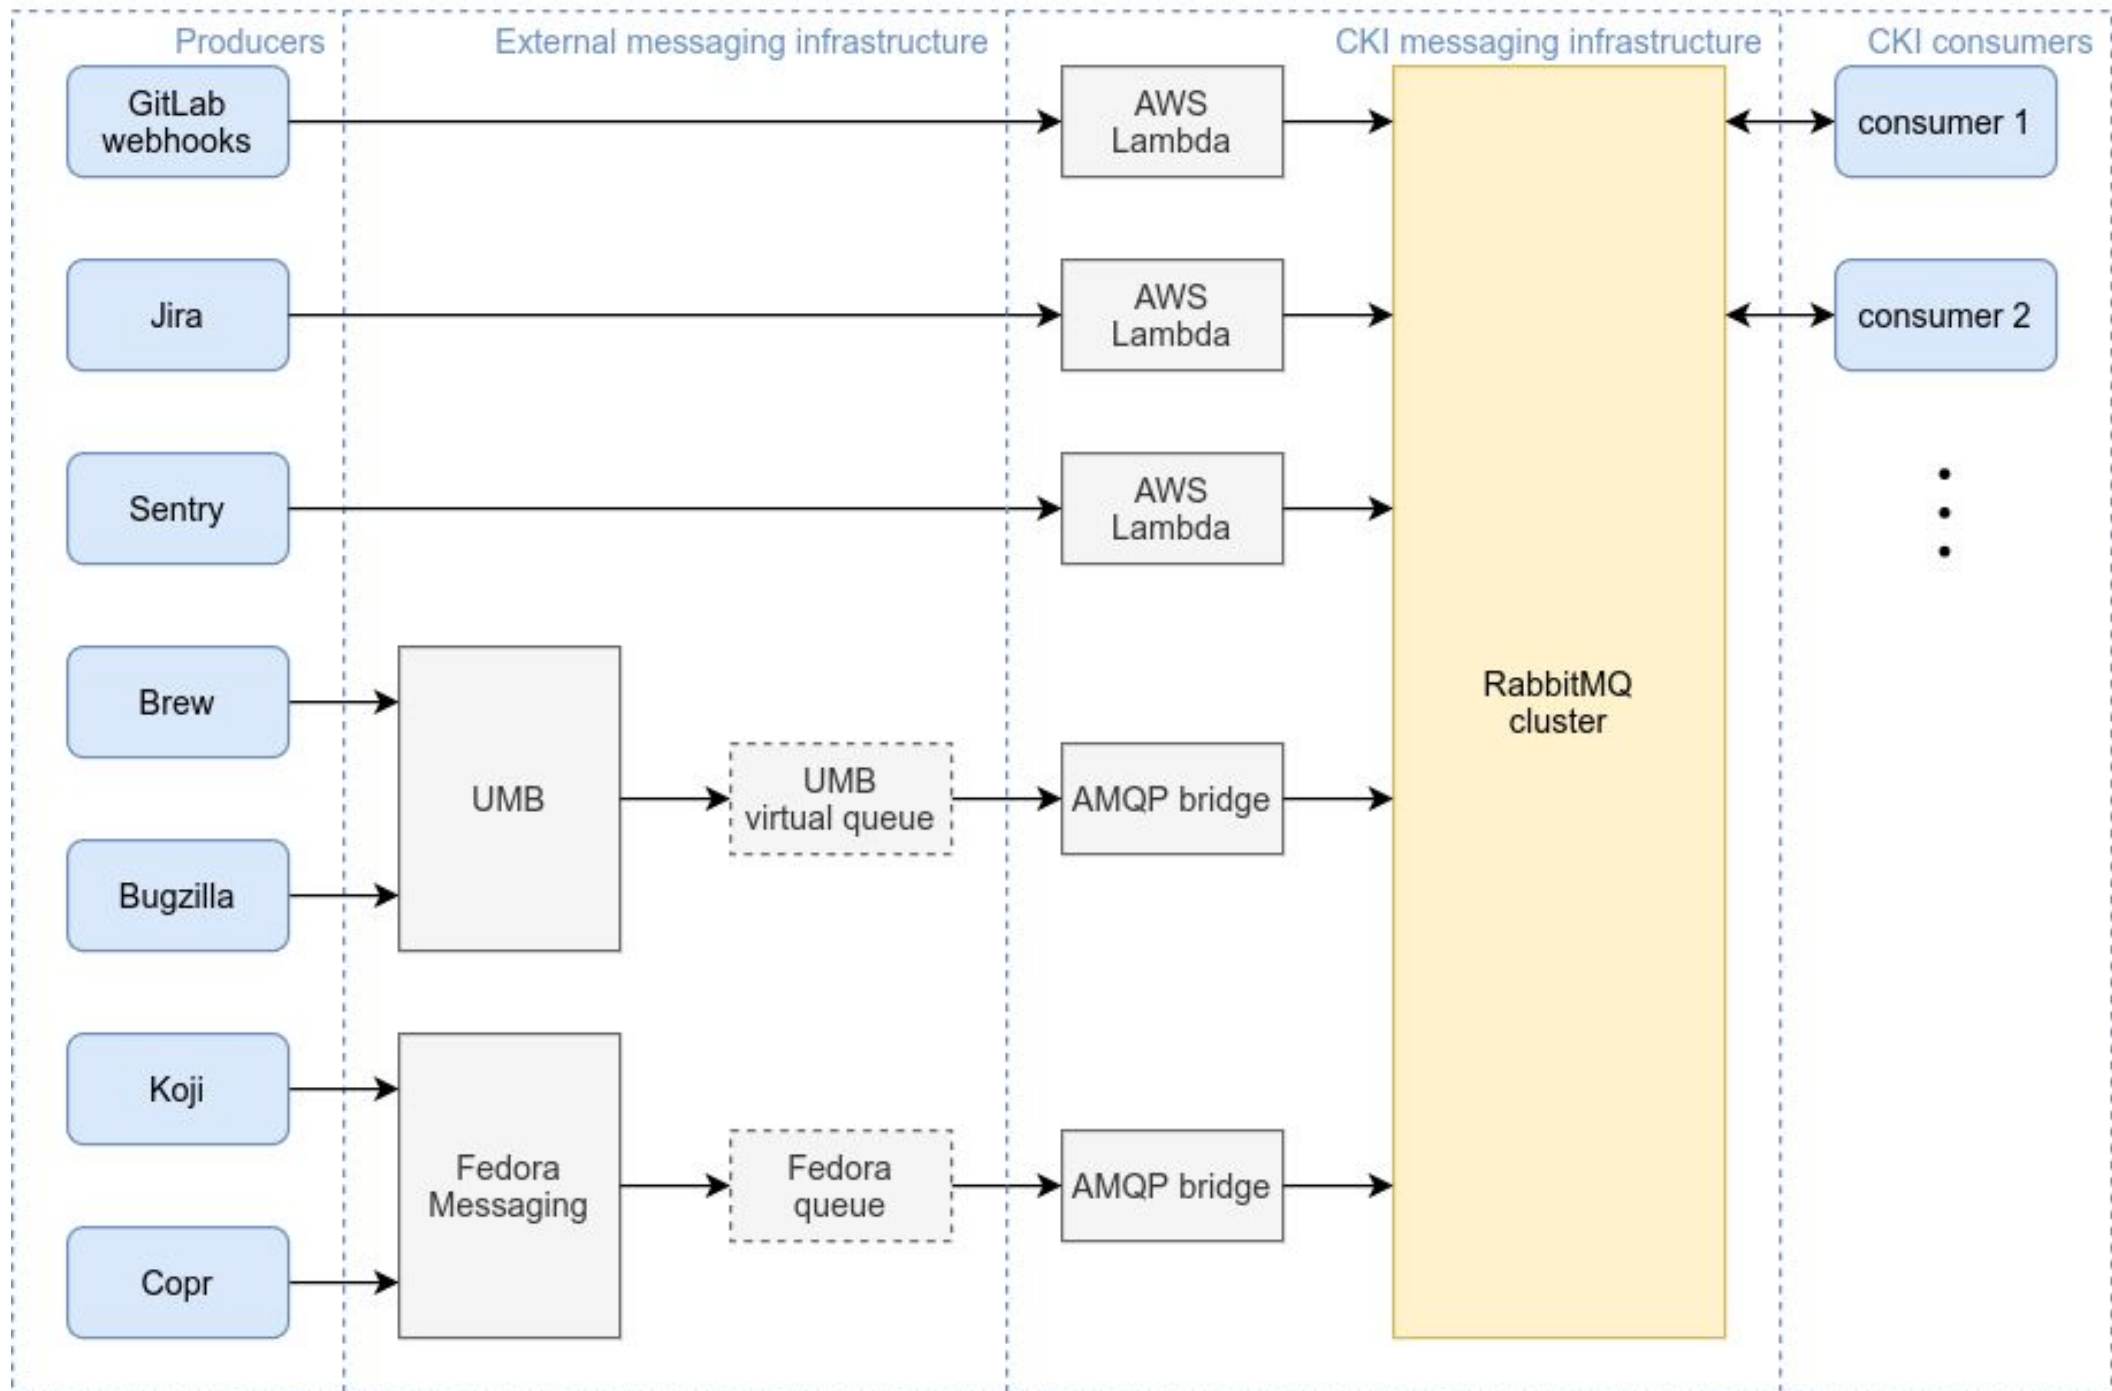 Producers
External messaging infrastructure
CKI messaging infrastructure
CKI consumers
GitLab
webhooks
AWS
Lambda
consumer 1
Jira
AWS
Lambda
consumer 2
Sentry
AWS
Lambda
RabbitMQ
cluster
Brew
Bugzilla
UMB
UMB
virtual queue
AMQP bridge
Koji
Copr
Fedora
Messaging
Fedora
queue
AMQP bridge